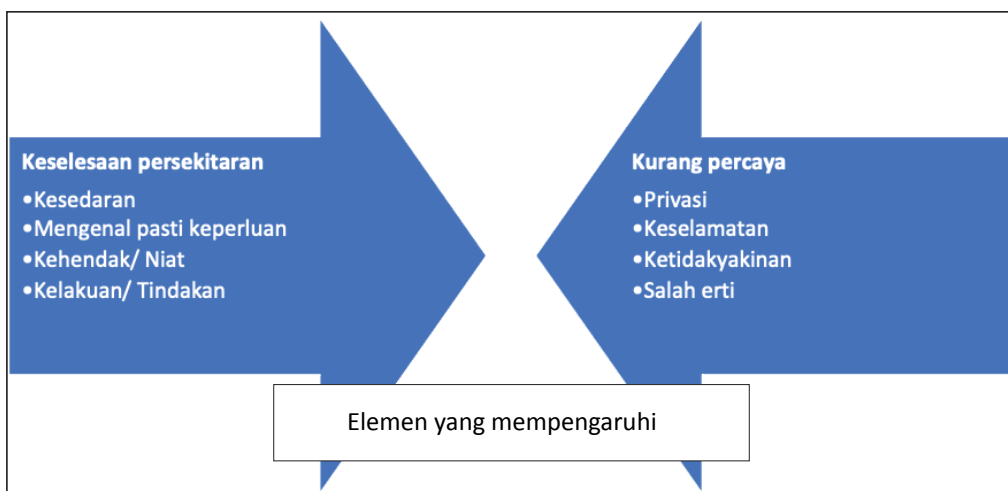 Keselesaan persekitaran
•Kesedaran
•Mengenal pasti keperluan
•Kehendak/ Niat
•Kelakuan/ Tindakan
Kurang percaya
•Privasi
•Keselamatan
•Ketidakyakinan
•Salah erti
Elemen yang mempengaruhi